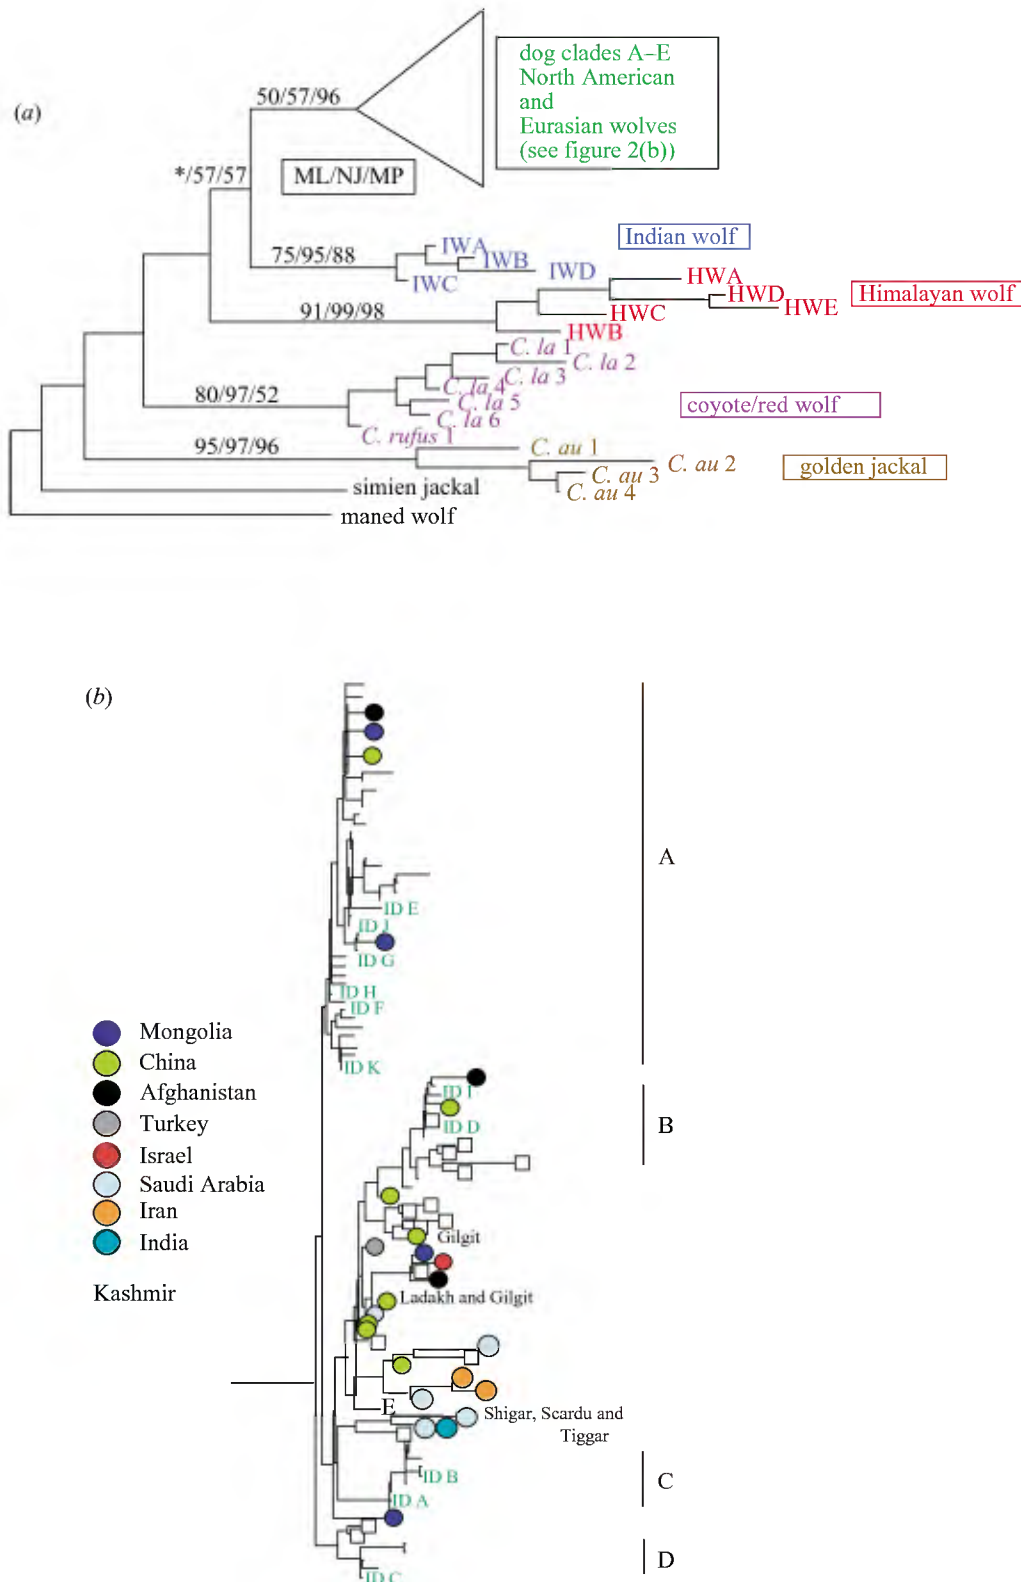 (a)
50/57/96
dog clades A–E
North American
and
Eurasian wolves
(see figure 2(b))
*/57/57
ML/NJ/MP
75/95/88
IWA
IWB
IWD
IWC
Indian wolf
91/99/98
HWA
HWD
HWE
HWC
HWB
Himalayan wolf
80/97/52
C. la 1
C. la 2
C. la 3
C. la 4
C. la 5
C. la 6
C. rufus 1
coyote/red wolf
95/97/96
C. au 1
C. au 2
C. au 3
C. au 4
golden jackal
simien jackal
maned wolf
(b)
A
ID E
ID J
ID G
ID H
ID F
ID K
Mongolia
China
Afghanistan
Turkey
Israel
Saudi Arabia
Iran
India
Kashmir
ID I
ID D
B
Gilgit
Ladakh and Gilgit
E
Shigar, Scardu and
Tiggar
ID B
ID A
C
ID C
D